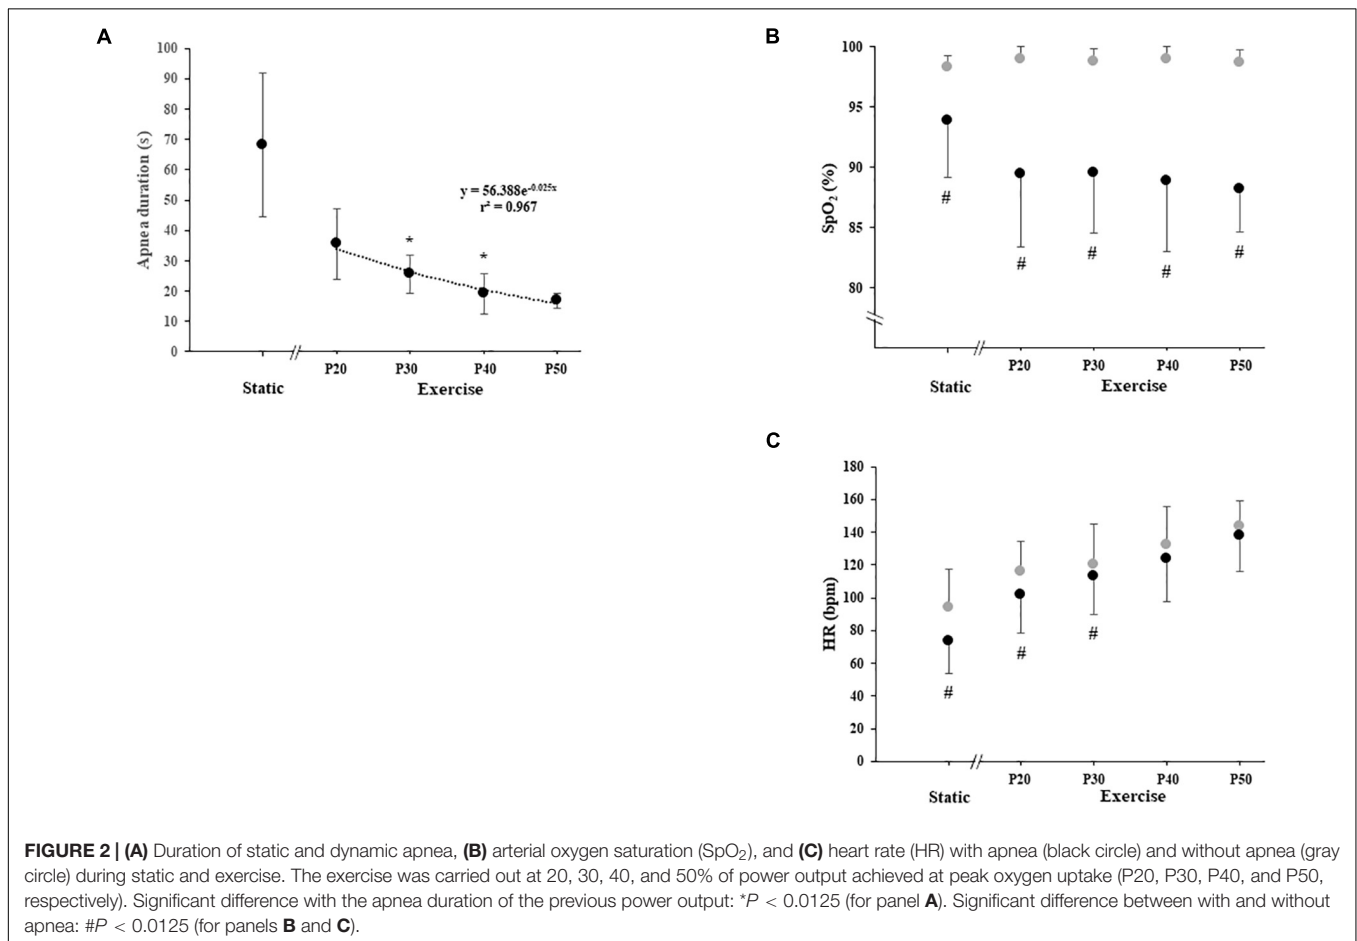 A
100
90
80
70
60
50
40
30
20
10
0
Apnea duration (s)
y = 56.388e^-0.025x
r² = 0.967
*
*
P20
P30
P40
P50
Static
Exercise
B
100
95
90
85
80
SpO₂ (%)
#
#
#
#
#
P20
P30
P40
P50
Static
Exercise
C
180
160
140
120
100
80
60
40
20
0
HR (bpm)
#
#
#
P20
P30
P40
P50
Static
Exercise
FIGURE 2 | (A) Duration of static and dynamic apnea, (B) arterial oxygen saturation (SpO₂), and (C) heart rate (HR) with apnea (black circle) and without apnea (gray
circle) during static and exercise. The exercise was carried out at 20, 30, 40, and 50% of power output achieved at peak oxygen uptake (P20, P30, P40, and P50,
respectively). Significant difference with the apnea duration of the previous power output: *P < 0.0125 (for panel A). Significant difference between with and without
apnea: #P < 0.0125 (for panels B and C).